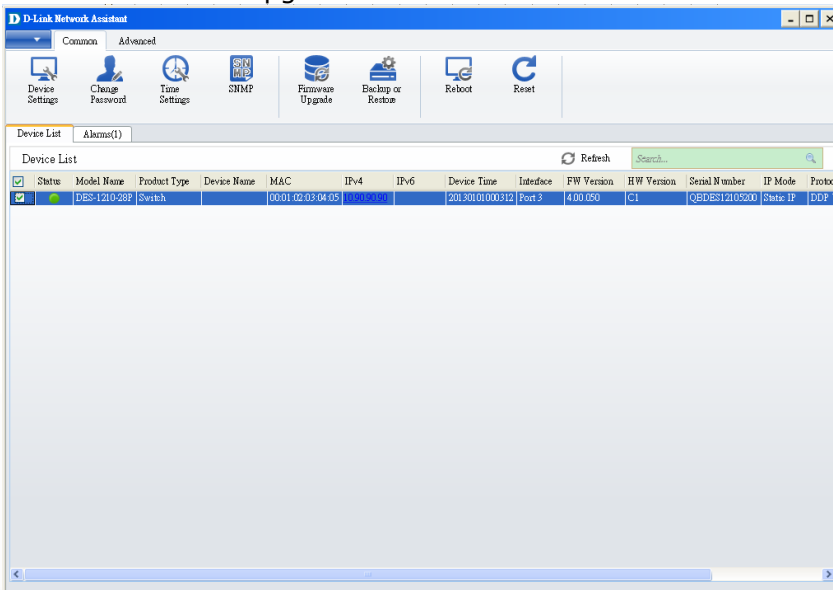 D-Link Network Assistant
Common Advanced
Device Settings
Change Password
Time Settings
SNMP
Firmware Upgrade
Backup or Restore
Reboot
Reset
Device List Alarms(1)
Device List Refresh Search...
Status Model Name Product Type Device Name MAC IPv4 IPv6 Device Time Interface FW Version HW Version Serial Number IP Mode Protoc
DES-1210-28P Switch 00:01:02:03:04:05 10.90.90.90 20130101000312 Port 3 4.00.050 C1 QBDES12105200 Static IP DDP